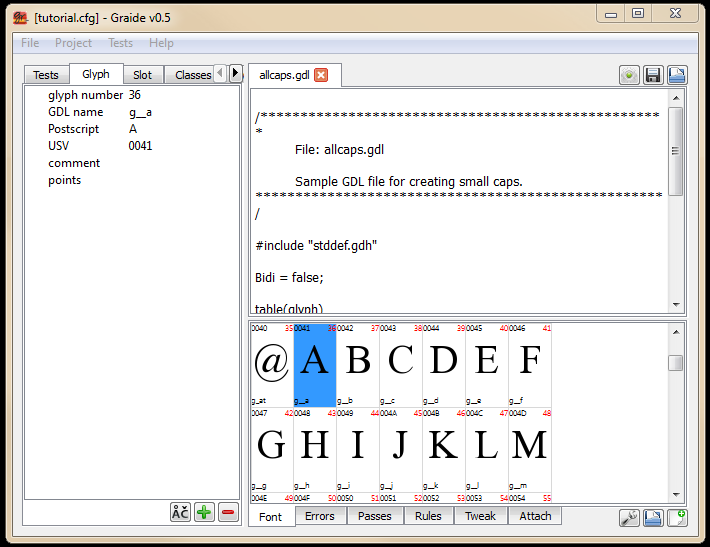 [tutorial.cfg] - Graide v0.5
File Project Tests Help
Tests Glyph Slot Classes
glyph number 36
GDL name g__a
Postscript A
USV 0041
comment
points
allcaps.gdl
/**************************************************
*
File: allcaps.gdl
Sample GDL file for creating small caps.
***************************************************
/
#include "stddef.gdh"
Bidi = false;
table(glyph)
0040 35 0041 36 0042 37 0043 38 0044 39 0045 40 0046 41
@ A B C D E F
g_at g__a g__b g__c g__d g__e g__f
0047 42 0048 43 0049 44 004A 45 004B 46 004C 47 004D 48
G H I J K L M
g__g g__h g__i g__j g__k g__l g__m
004E 49 004F 50 0050 51 0051 52 0052 53 0053 54 0054 55
ÅČ
Font Errors Passes Rules Tweak Attach